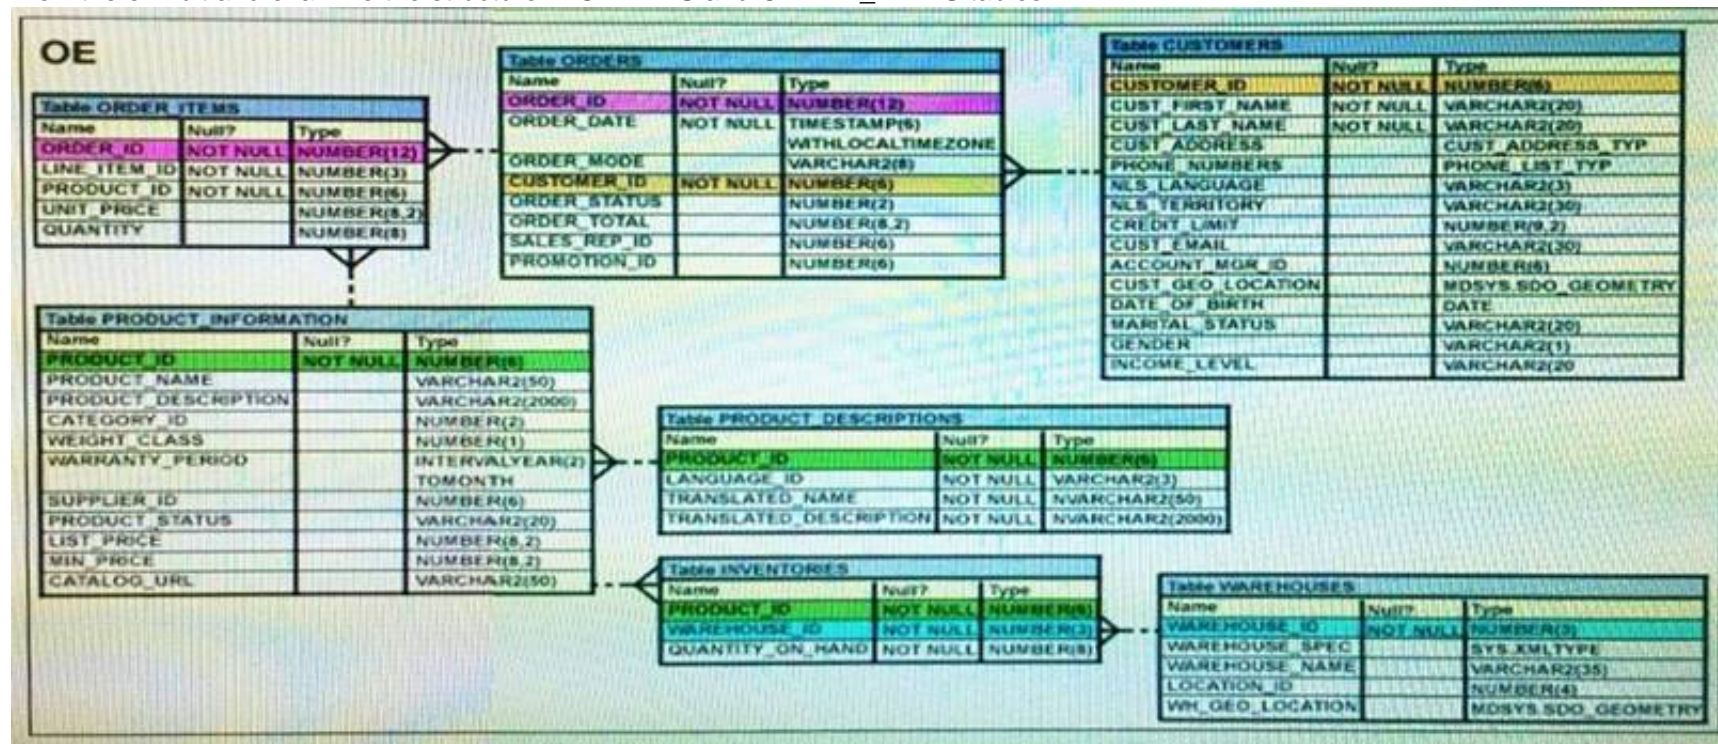 OE
Table ORDER_ITEMS
Name Null? Type
ORDER_ID NOT NULL NUMBER(12)
LINE_ITEM_ID NOT NULL NUMBER(3)
PRODUCT_ID NOT NULL NUMBER(6)
UNIT_PRICE NUMBER(8,2)
QUANTITY NUMBER(8)
Table ORDERS
Name Null? Type
ORDER_ID NOT NULL NUMBER(12)
ORDER_DATE NOT NULL TIMESTAMP(6)
WITHLOCALTIMEZONE
ORDER_MODE VARCHAR2(8)
CUSTOMER_ID NOT NULL NUMBER(6)
ORDER_STATUS NUMBER(2)
ORDER_TOTAL NUMBER(8,2)
SALES_REP_ID NUMBER(6)
PROMOTION_ID NUMBER(6)
Table CUSTOMERS
Name Null? Type
CUSTOMER_ID NOT NULL NUMBER(6)
CUST_FIRST_NAME NOT NULL VARCHAR2(20)
CUST_LAST_NAME NOT NULL VARCHAR2(20)
CUST_ADDRESS CUST_ADDRESS_TYP
PHONE_NUMBERS PHONE_LIST_TYP
NLS_LANGUAGE VARCHAR2(3)
NLS_TERRITORY VARCHAR2(30)
CREDIT_LIMIT NUMBER(9,2)
CUST_EMAIL VARCHAR2(30)
ACCOUNT_MGR_ID NUMBER(6)
CUST_GEO_LOCATION MDSYS.SDO_GEOMETRY
DATE_OF_BIRTH DATE
MARITAL_STATUS VARCHAR2(20)
GENDER VARCHAR2(1)
INCOME_LEVEL VARCHAR2(20
Table PRODUCT_INFORMATION
Name Null? Type
PRODUCT_ID NOT NULL NUMBER(6)
PRODUCT_NAME VARCHAR2(50)
PRODUCT_DESCRIPTION VARCHAR2(2000)
CATEGORY_ID NUMBER(2)
WEIGHT_CLASS NUMBER(1)
WARRANTY_PERIOD INTERVALYEAR(2)
TOMONTH
SUPPLIER_ID NUMBER(6)
PRODUCT_STATUS VARCHAR2(20)
LIST_PRICE NUMBER(8,2)
MIN_PRICE NUMBER(8,2)
CATALOG_URL VARCHAR2(50)
Table PRODUCT_DESCRIPTIONS
Name Null? Type
PRODUCT_ID NOT NULL NUMBER(6)
LANGUAGE_ID NOT NULL VARCHAR2(3)
TRANSLATED_NAME NOT NULL NVARCHAR2(50)
TRANSLATED_DESCRIPTION NOT NULL NVARCHAR2(2000)
Table INVENTORIES
Name Null? Type
PRODUCT_ID NOT NULL NUMBER(6)
WAREHOUSE_ID NOT NULL NUMBER(3)
QUANTITY_ON_HAND NOT NULL NUMBER(8)
Table WAREHOUSES
Name Null? Type
WAREHOUSE_ID NOT NULL NUMBER(3)
WAREHOUSE_SPEC SYS.XMLTYPE
WAREHOUSE_NAME VARCHAR2(35)
LOCATION_ID NUMBER(4)
WH_GEO_LOCATION MDSYS.SDO_GEOMETRY